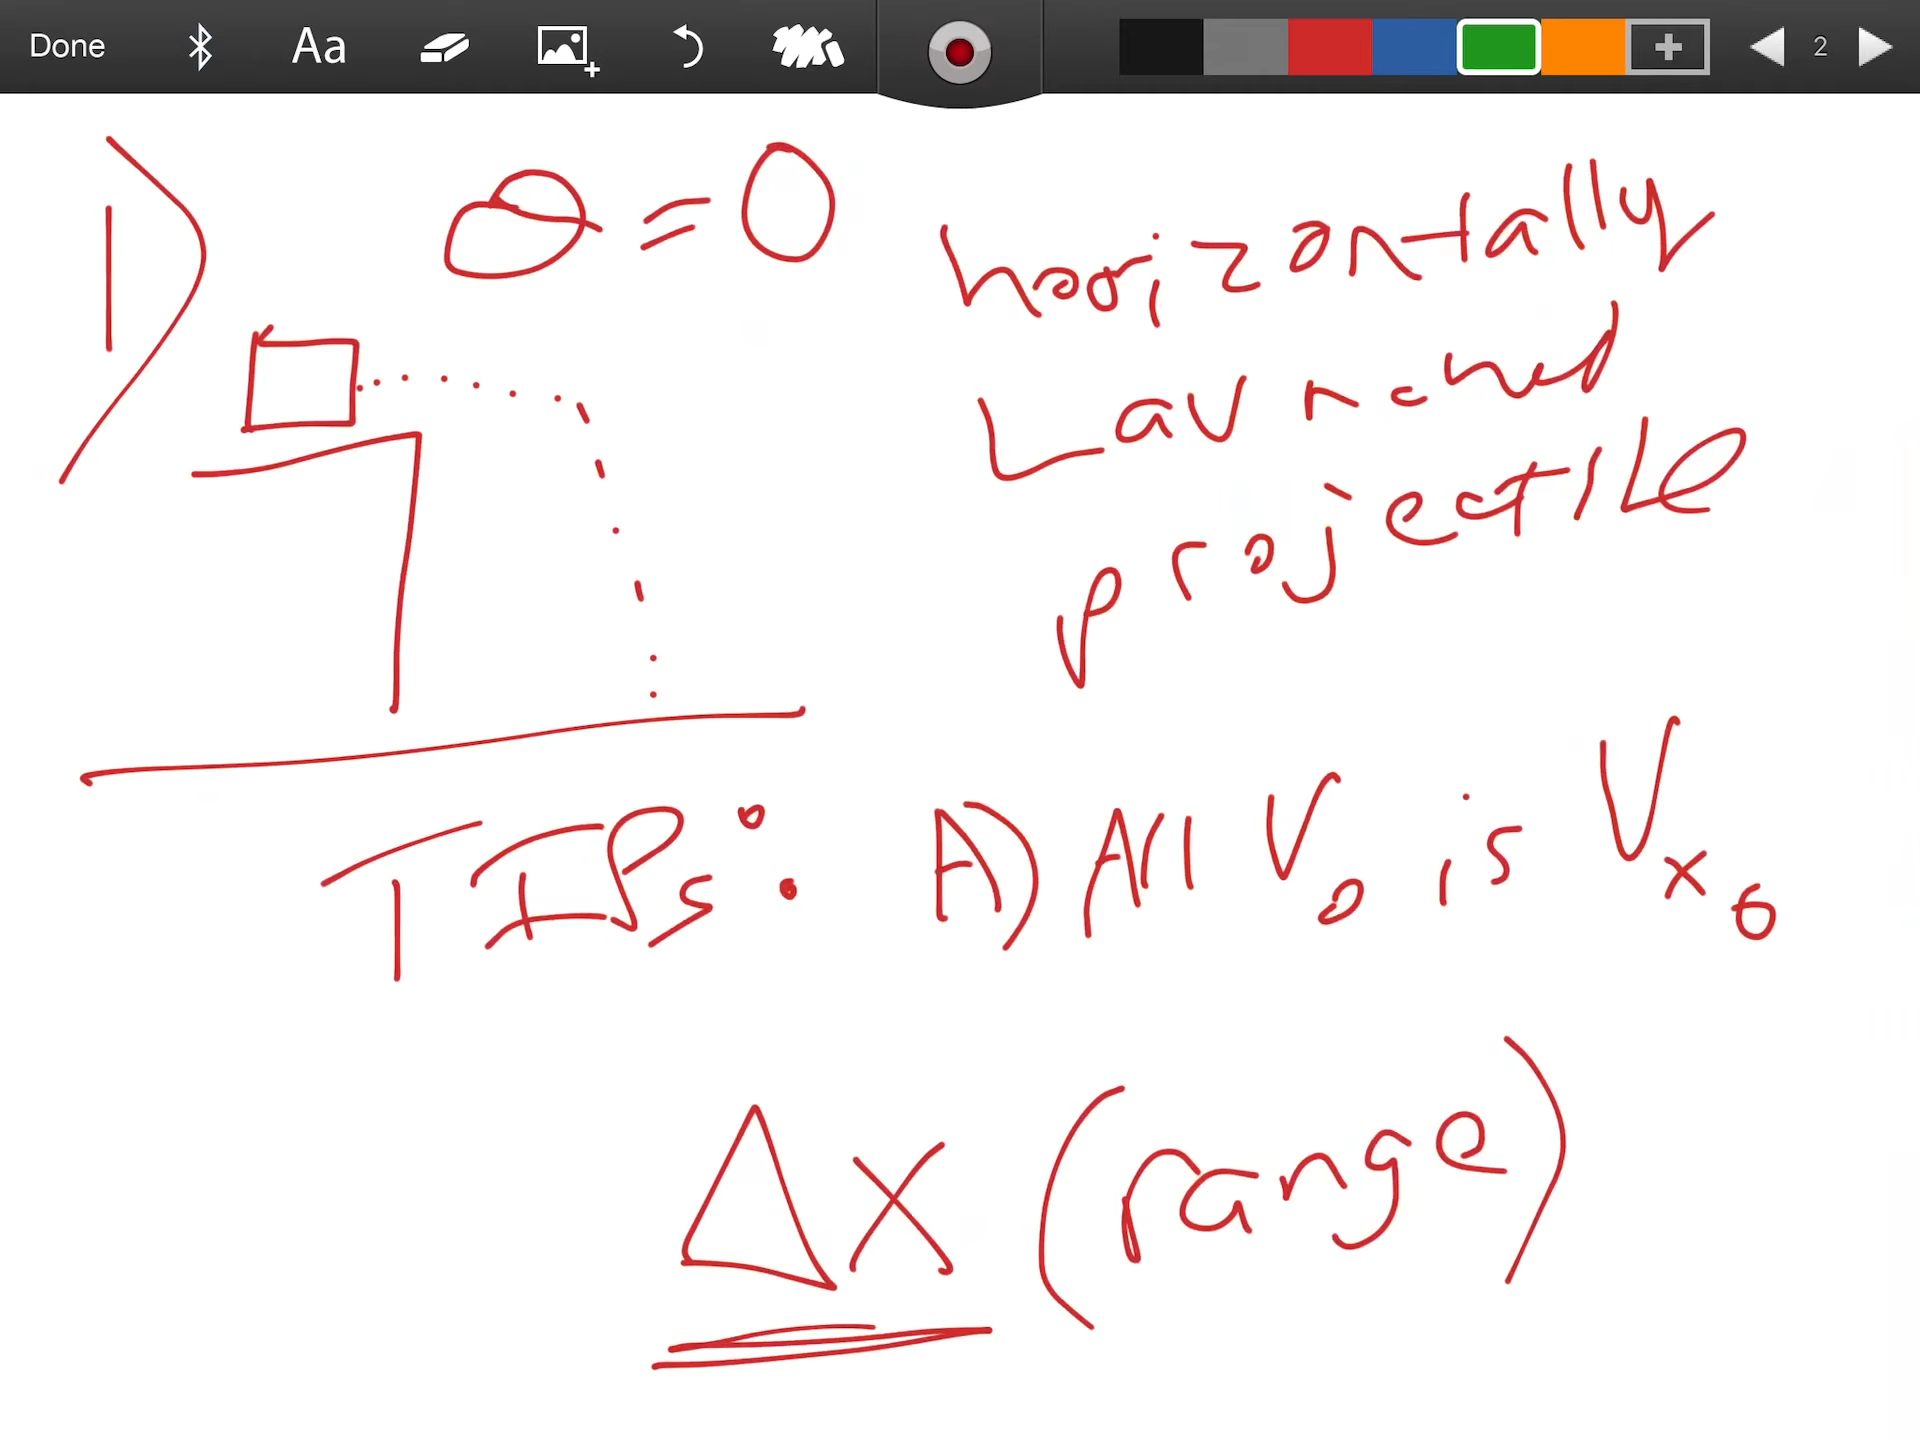 Done Aa 2
1) θ = 0 horizontally
Launched
projectile
TIPS: A) All V₀ is Vx₀
Δx (range)